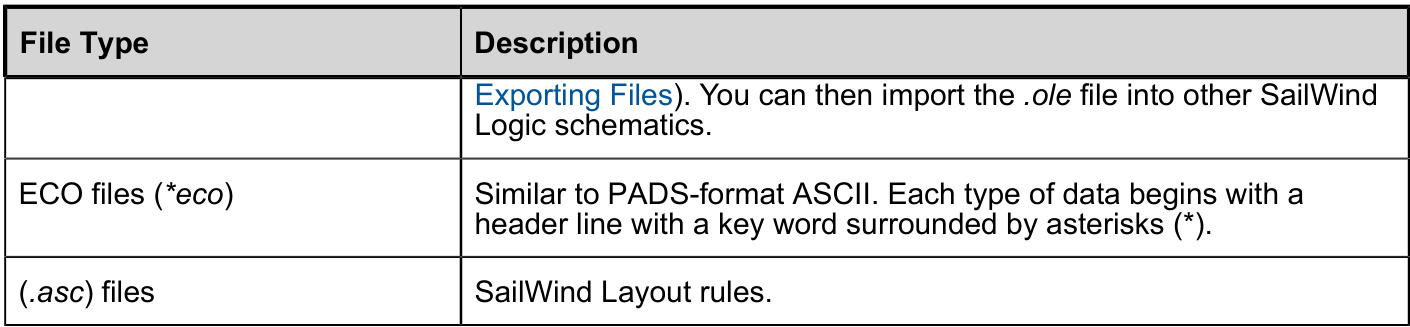 File Type Description
Exporting Files). You can then import the .ole file into other SailWind
Logic schematics.
ECO files (*eco) Similar to PADS-format ASCII. Each type of data begins with a
header line with a key word surrounded by asterisks (*).
(.asc) files SailWind Layout rules.